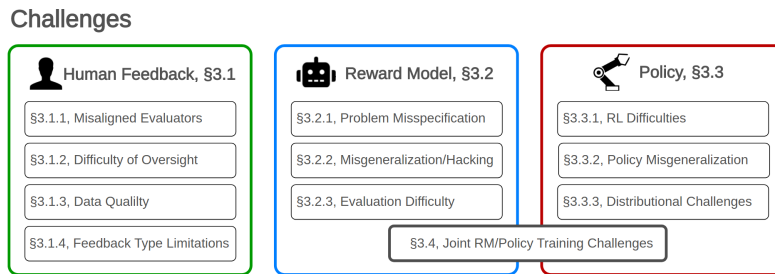 Challenges
Human Feedback, §3.1
§3.1.1, Misaligned Evaluators
§3.1.2, Difficulty of Oversight
§3.1.3, Data Qualilty
§3.1.4, Feedback Type Limitations
Reward Model, §3.2
§3.2.1, Problem Misspecification
§3.2.2, Misgeneralization/Hacking
§3.2.3, Evaluation Difficulty
Policy, §3.3
§3.3.1, RL Difficulties
§3.3.2, Policy Misgeneralization
§3.3.3, Distributional Challenges
§3.4, Joint RM/Policy Training Challenges